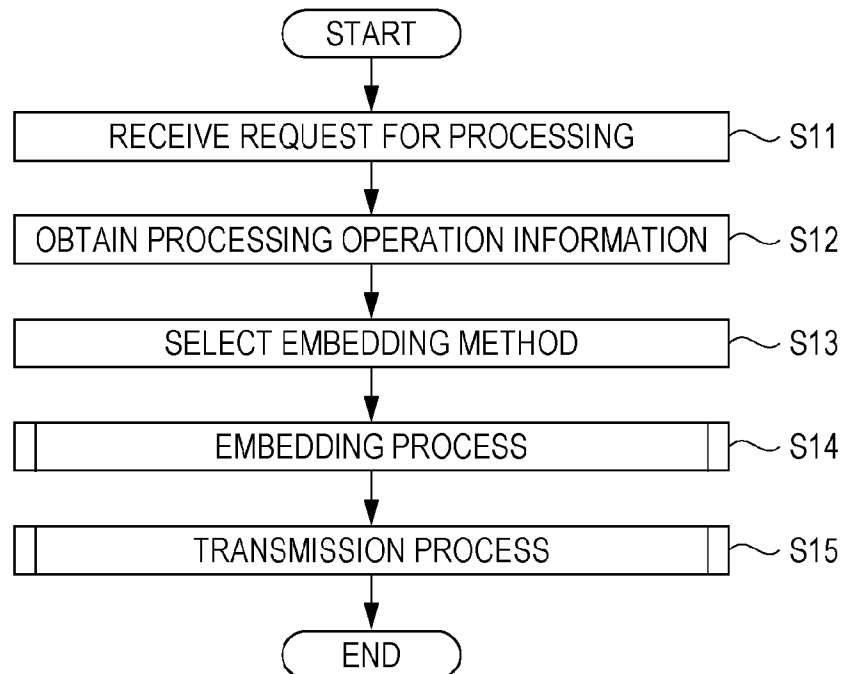 START
RECEIVE REQUEST FOR PROCESSING
S11
OBTAIN PROCESSING OPERATION INFORMATION
S12
SELECT EMBEDDING METHOD
S13
EMBEDDING PROCESS
S14
TRANSMISSION PROCESS
S15
END